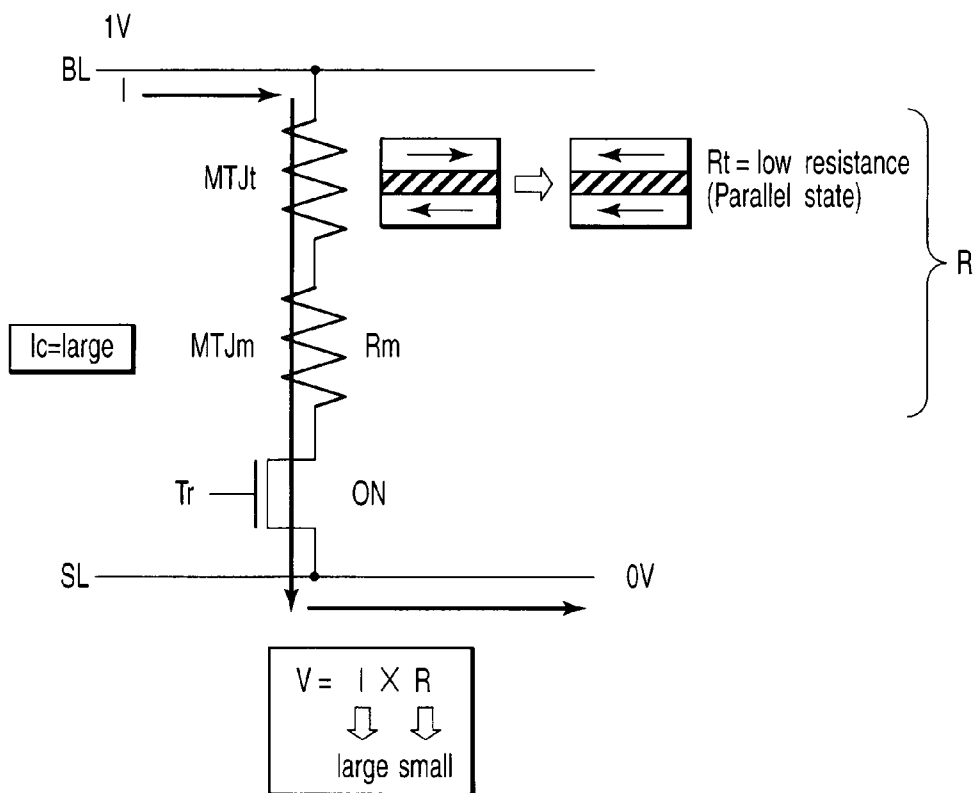 1V
BL
I
MTJt
Rt = low resistance
(Parallel state)
R
Ic=large
MTJm
Rm
Tr
ON
SL
0V
V = I X R
large small